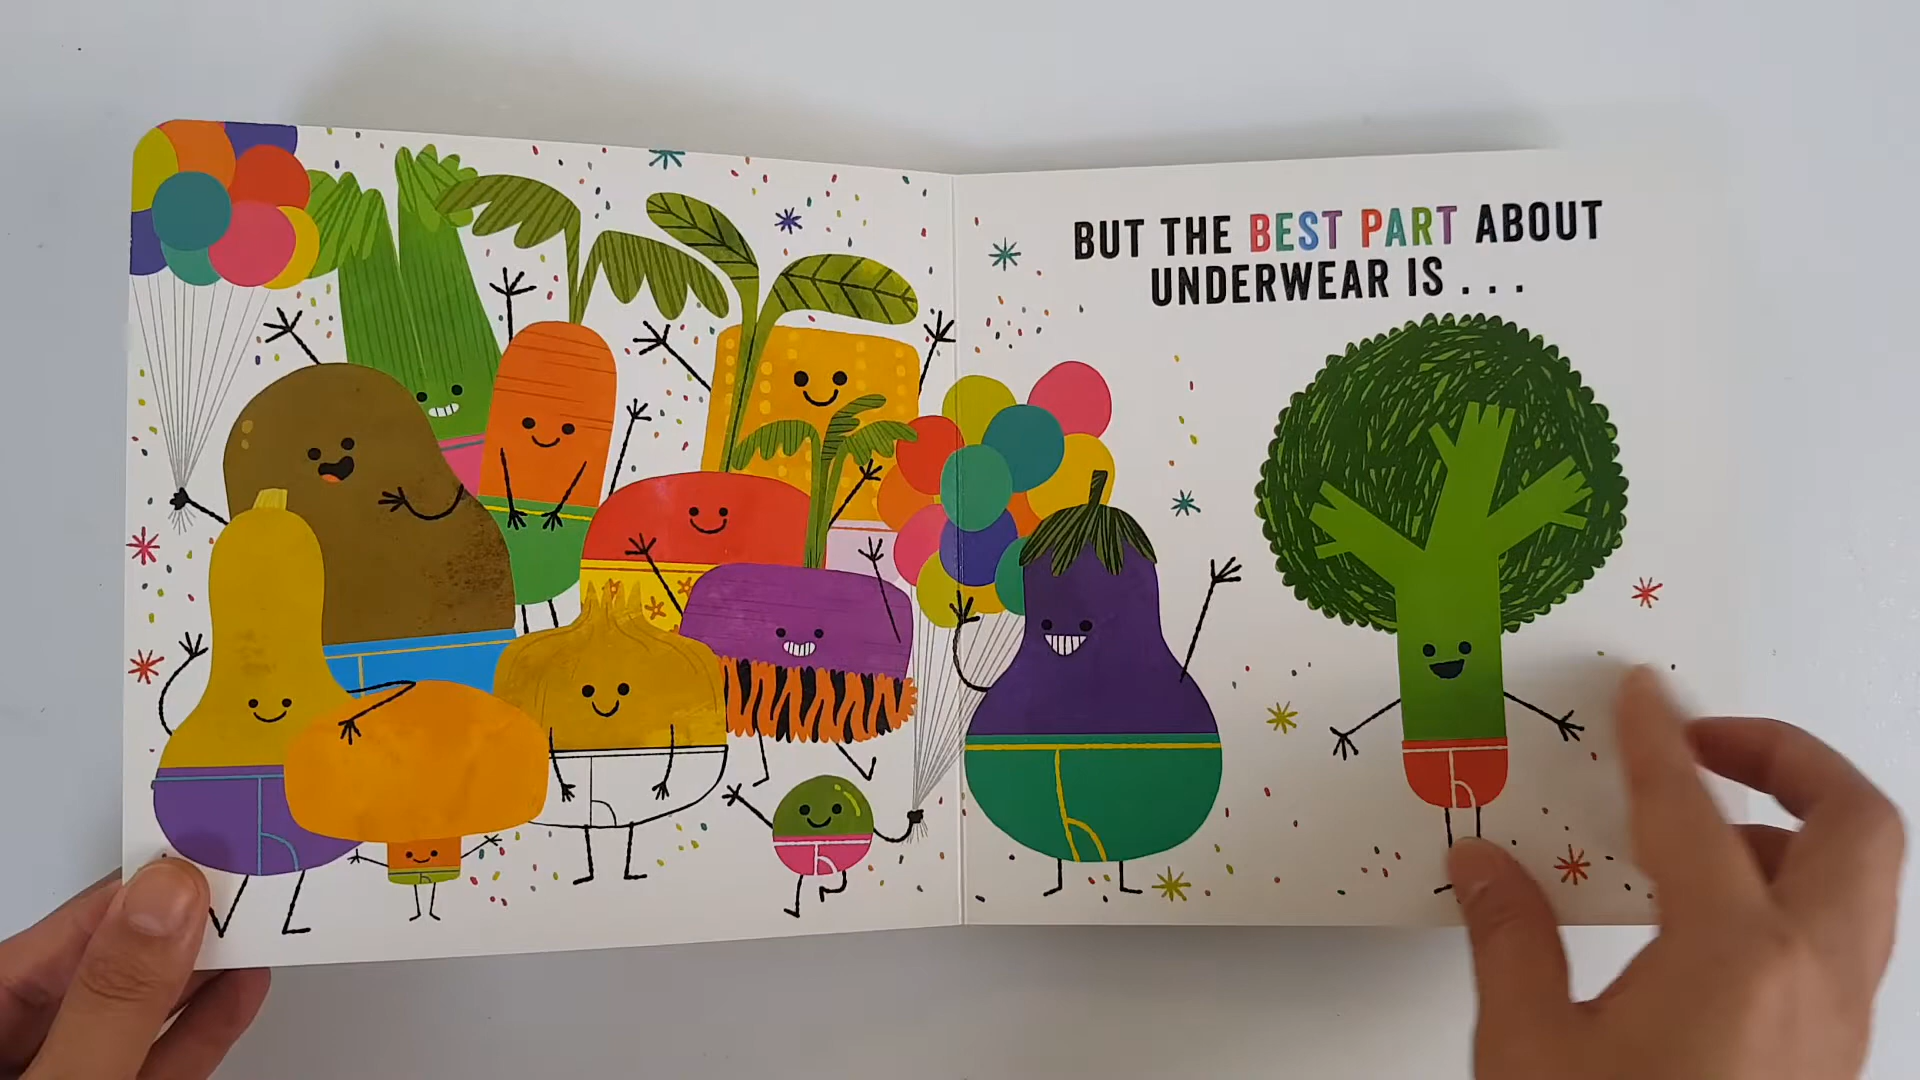 BUT THE BEST PART ABOUT
UNDERWEAR IS . . .